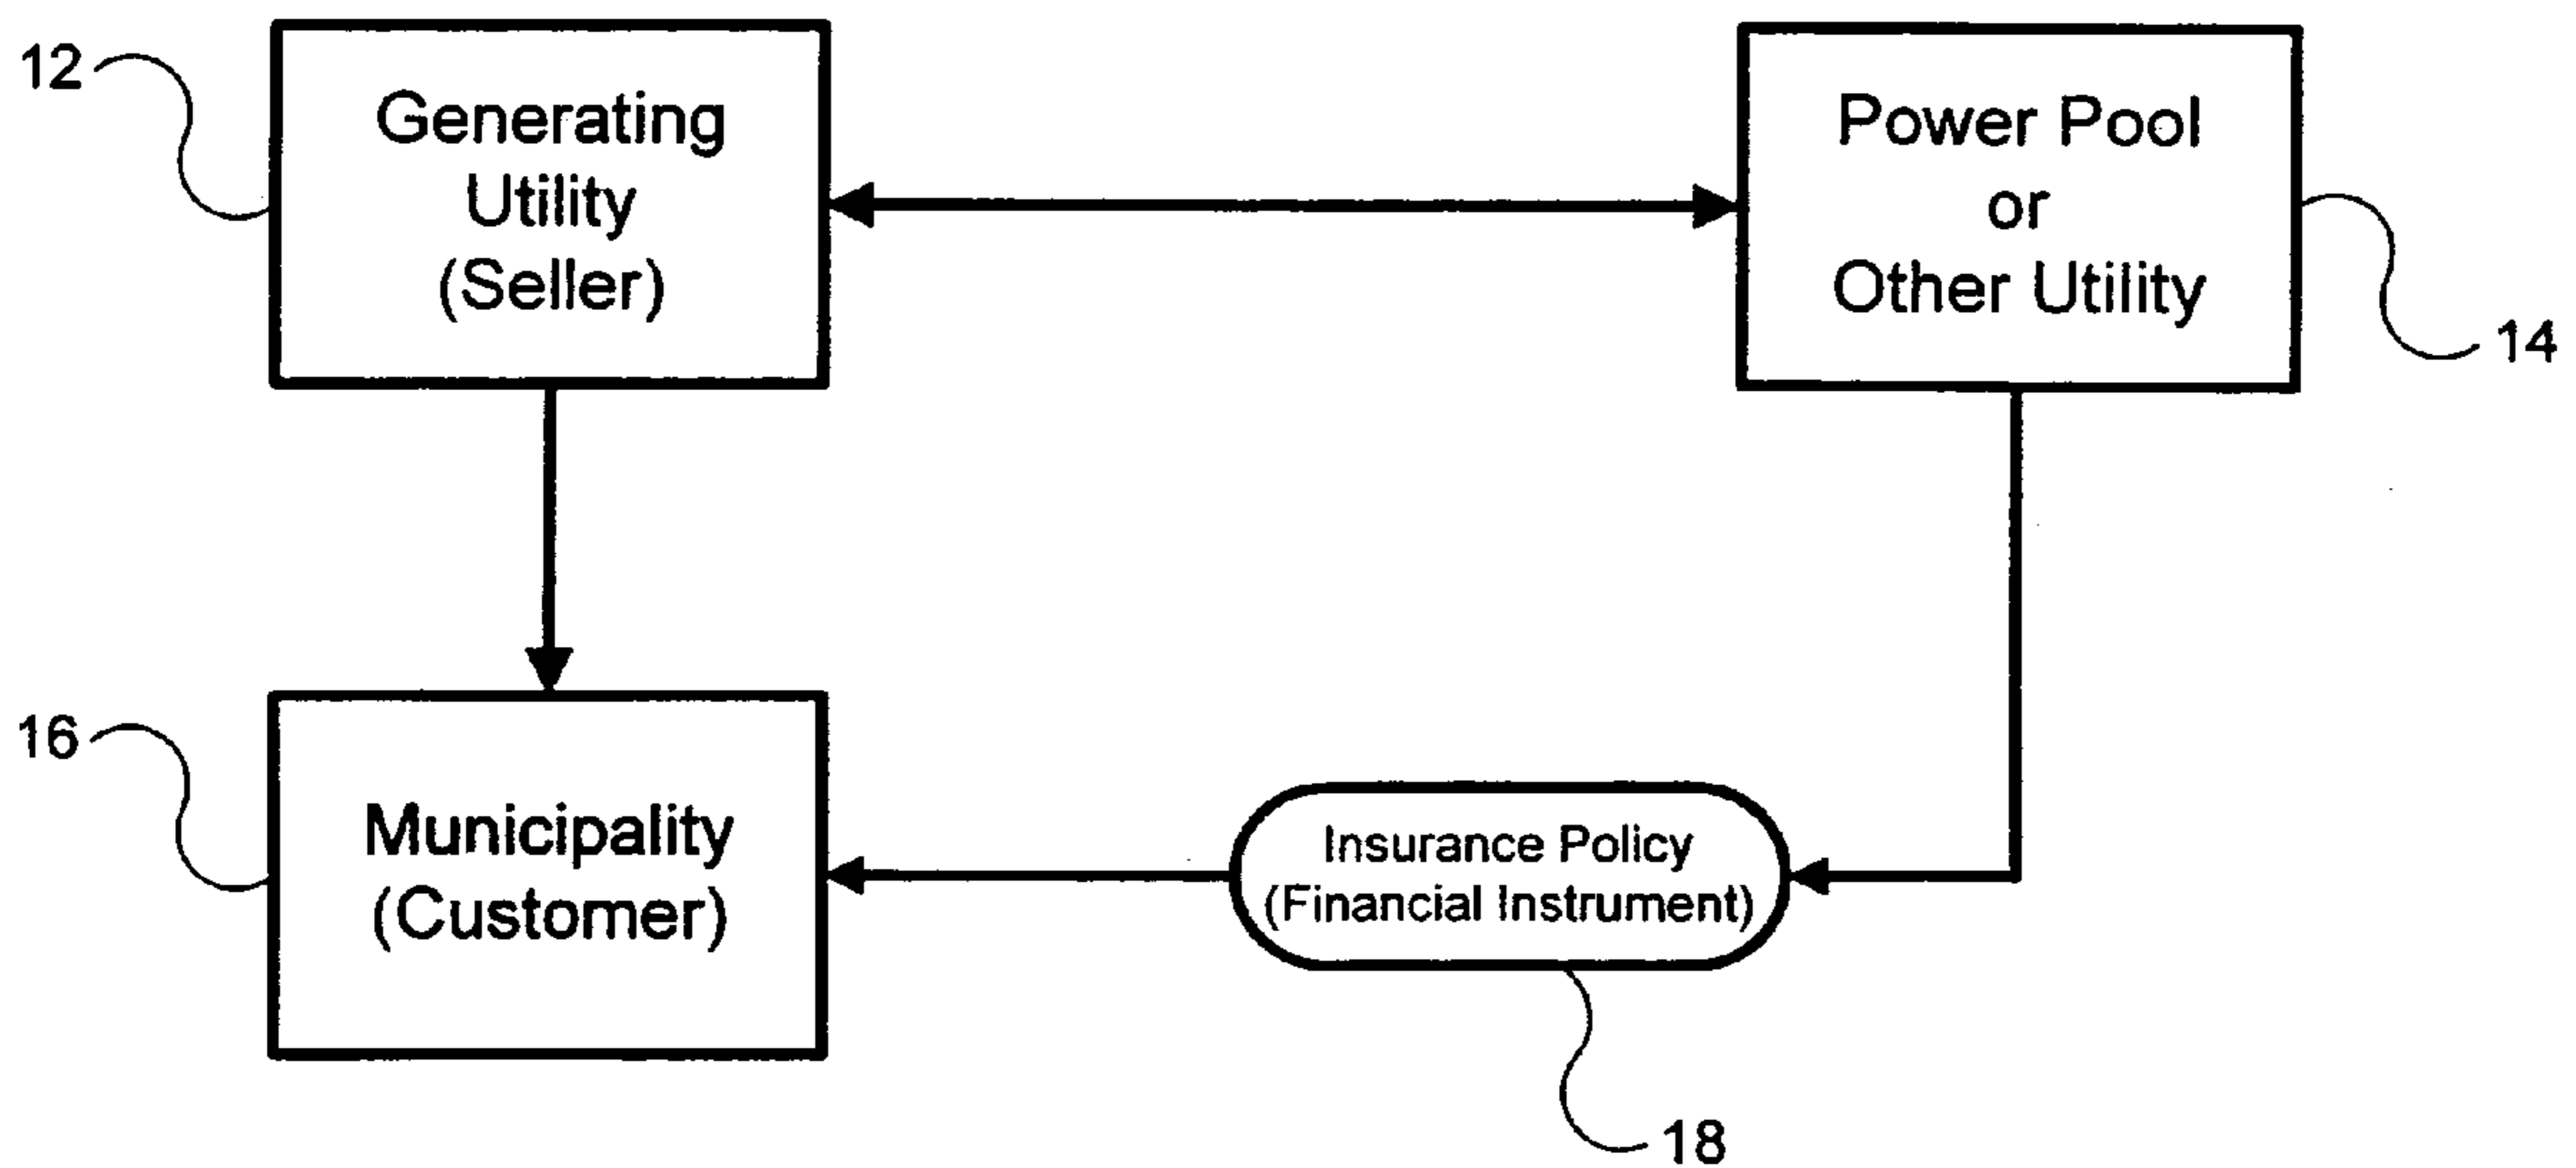 12
Generating
Utility
(Seller)
Power Pool
or
Other Utility
14
16
Municipality
(Customer)
Insurance Policy
(Financial Instrument)
18